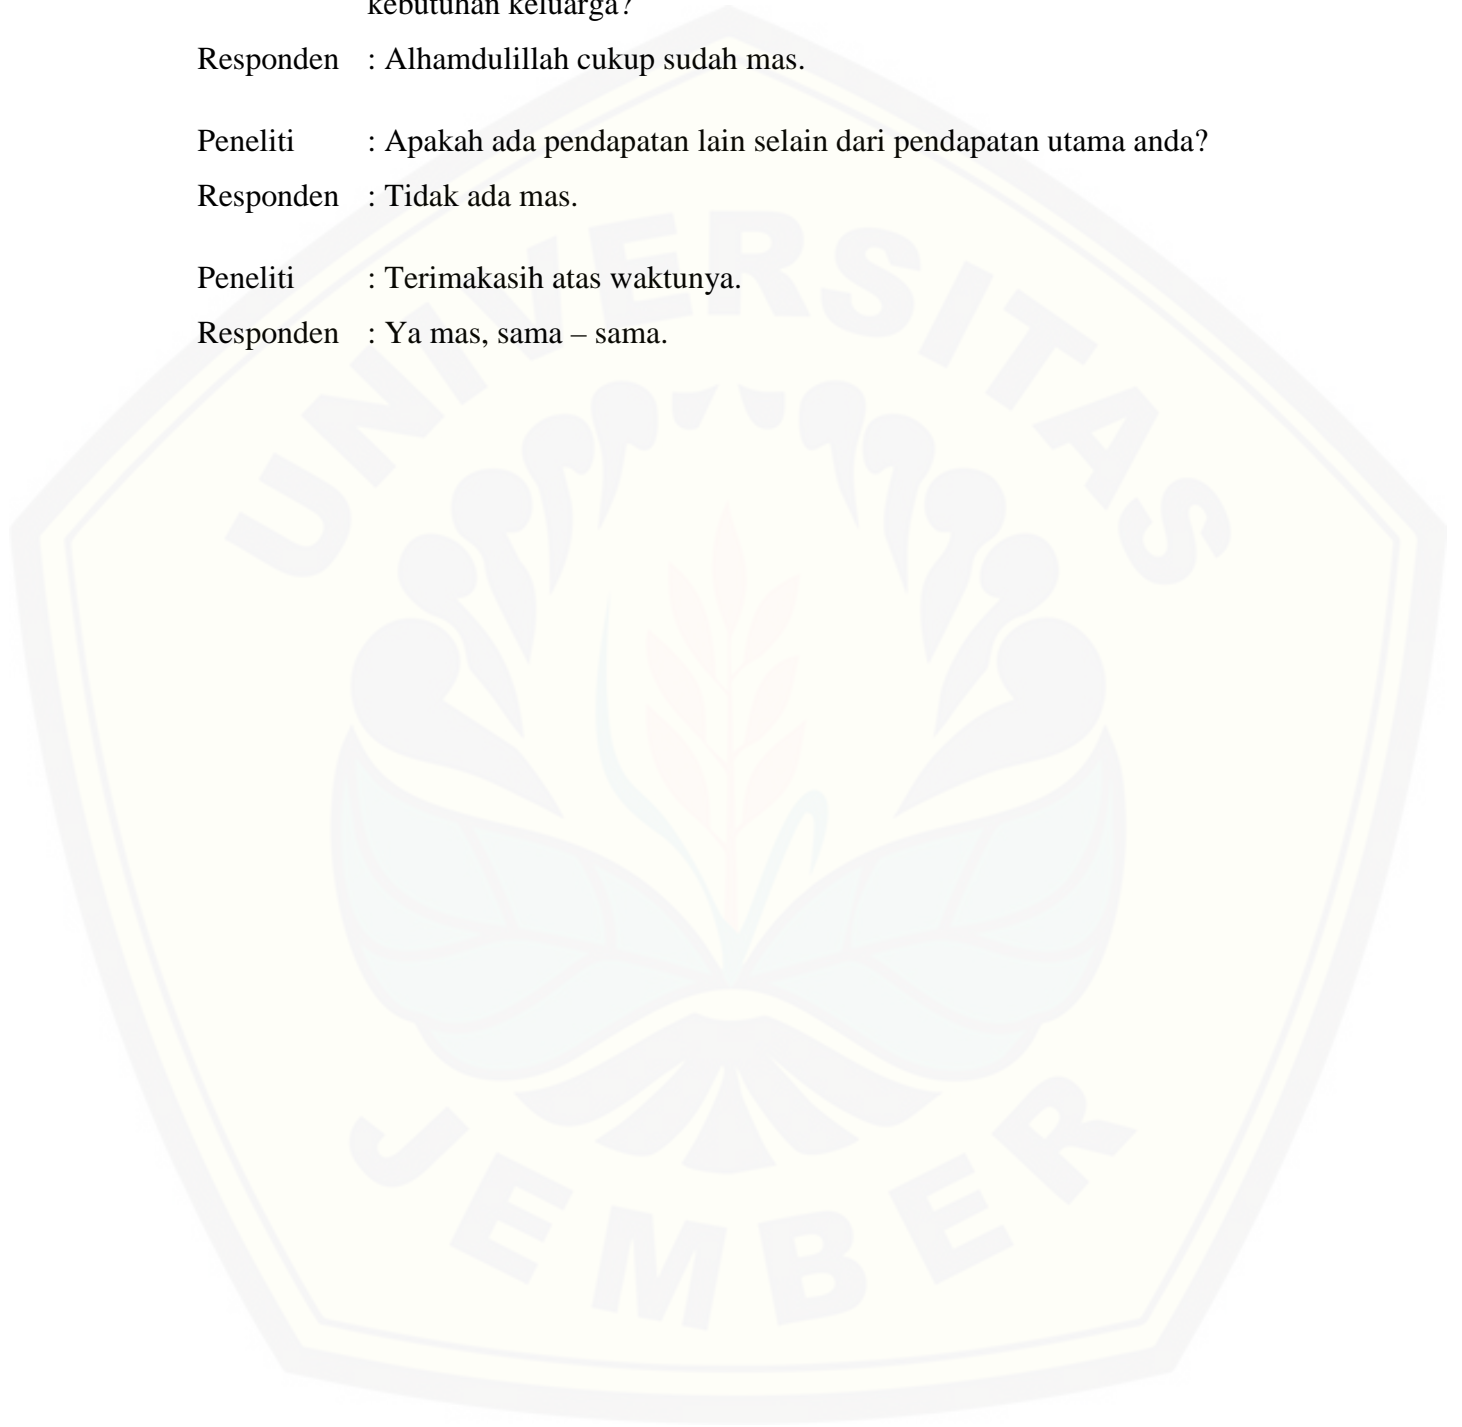 kebutuhan keluarga?
Responden : Alhamdulillah cukup sudah mas.
Peneliti : Apakah ada pendapatan lain selain dari pendapatan utama anda?
Responden : Tidak ada mas.
Peneliti : Terimakasih atas waktunya.
Responden : Ya mas, sama – sama.
UNIVERSITAS
JEMBER